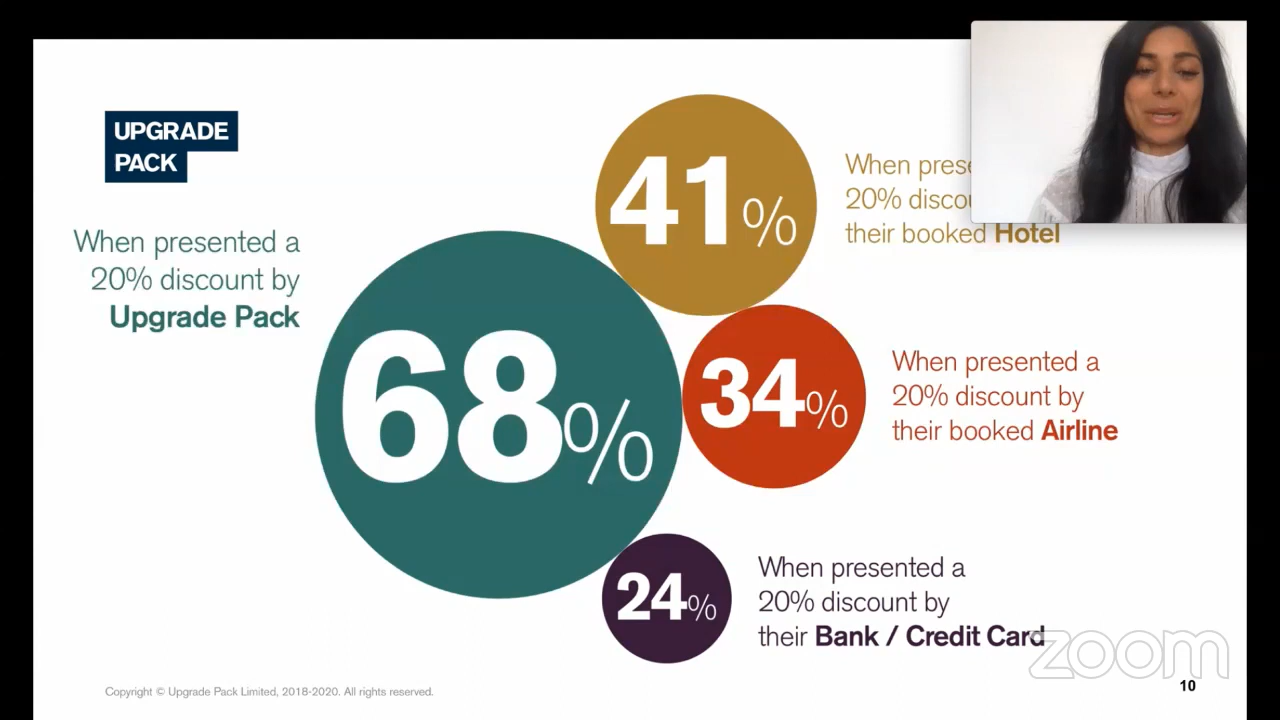 UPGRADE
PACK
When presented a
20% discount by
Upgrade Pack
68%
41%
When
20%
their booked Hotel
34%
When presented a
20% discount by
their booked Airline
24%
When presented a
20% discount by
their Bank / Credit Card
zoom
Copyright © Upgrade Pack Limited, 2018-2020. All rights reserved.
10